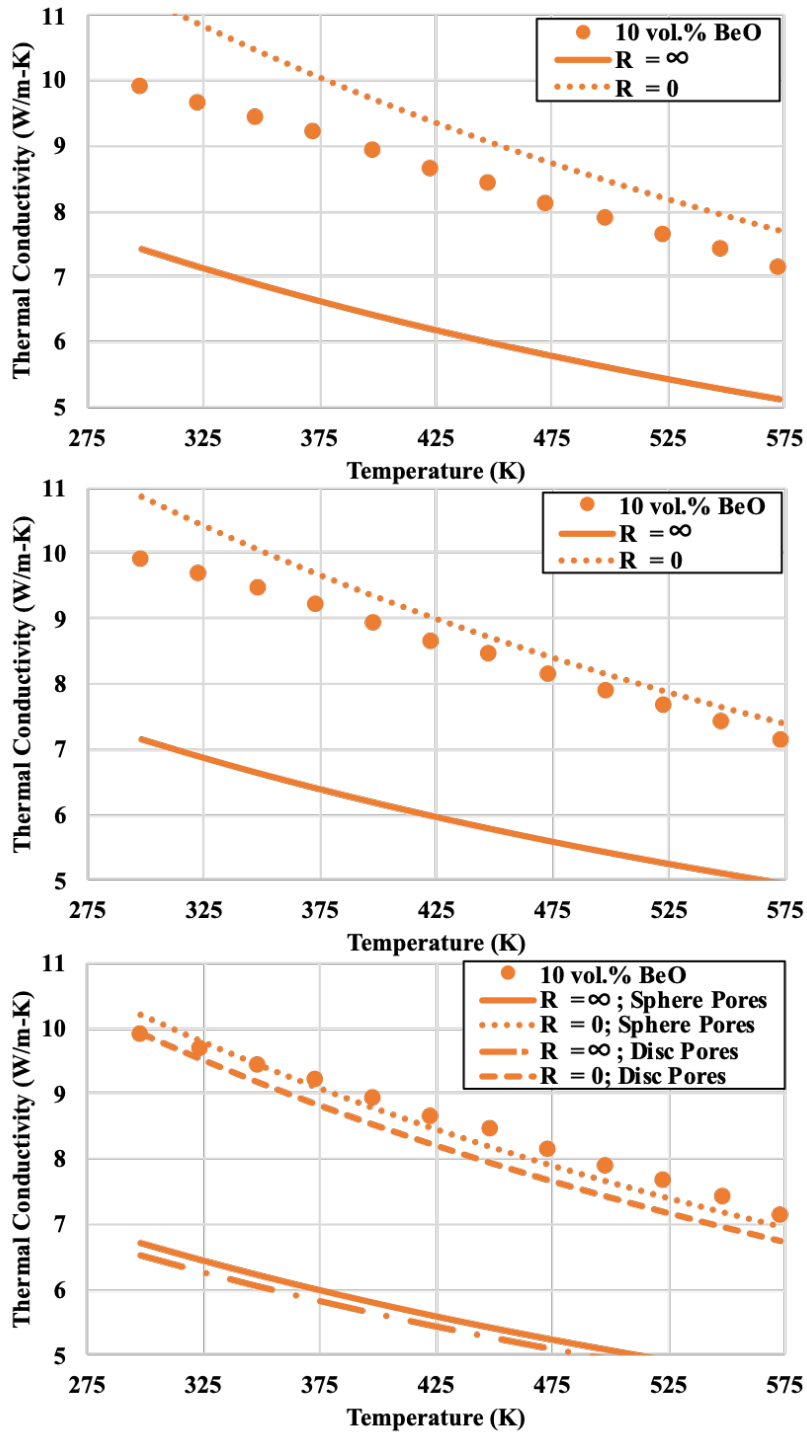 11
10
9
8
7
6
5
Thermal Conductivity (W/m-K)
10 vol.% BeO
R = ∞
R = 0
275 325 375 425 475 525 575
Temperature (K)
11
10
9
8
7
6
5
Thermal Conductivity (W/m-K)
10 vol.% BeO
R = ∞
R = 0
275 325 375 425 475 525 575
Temperature (K)
11
10
9
8
7
6
5
Thermal Conductivity (W/m-K)
10 vol.% BeO
R = ∞ ; Sphere Pores
R = 0; Sphere Pores
R = ∞ ; Disc Pores
R = 0; Disc Pores
275 325 375 425 475 525 575
Temperature (K)